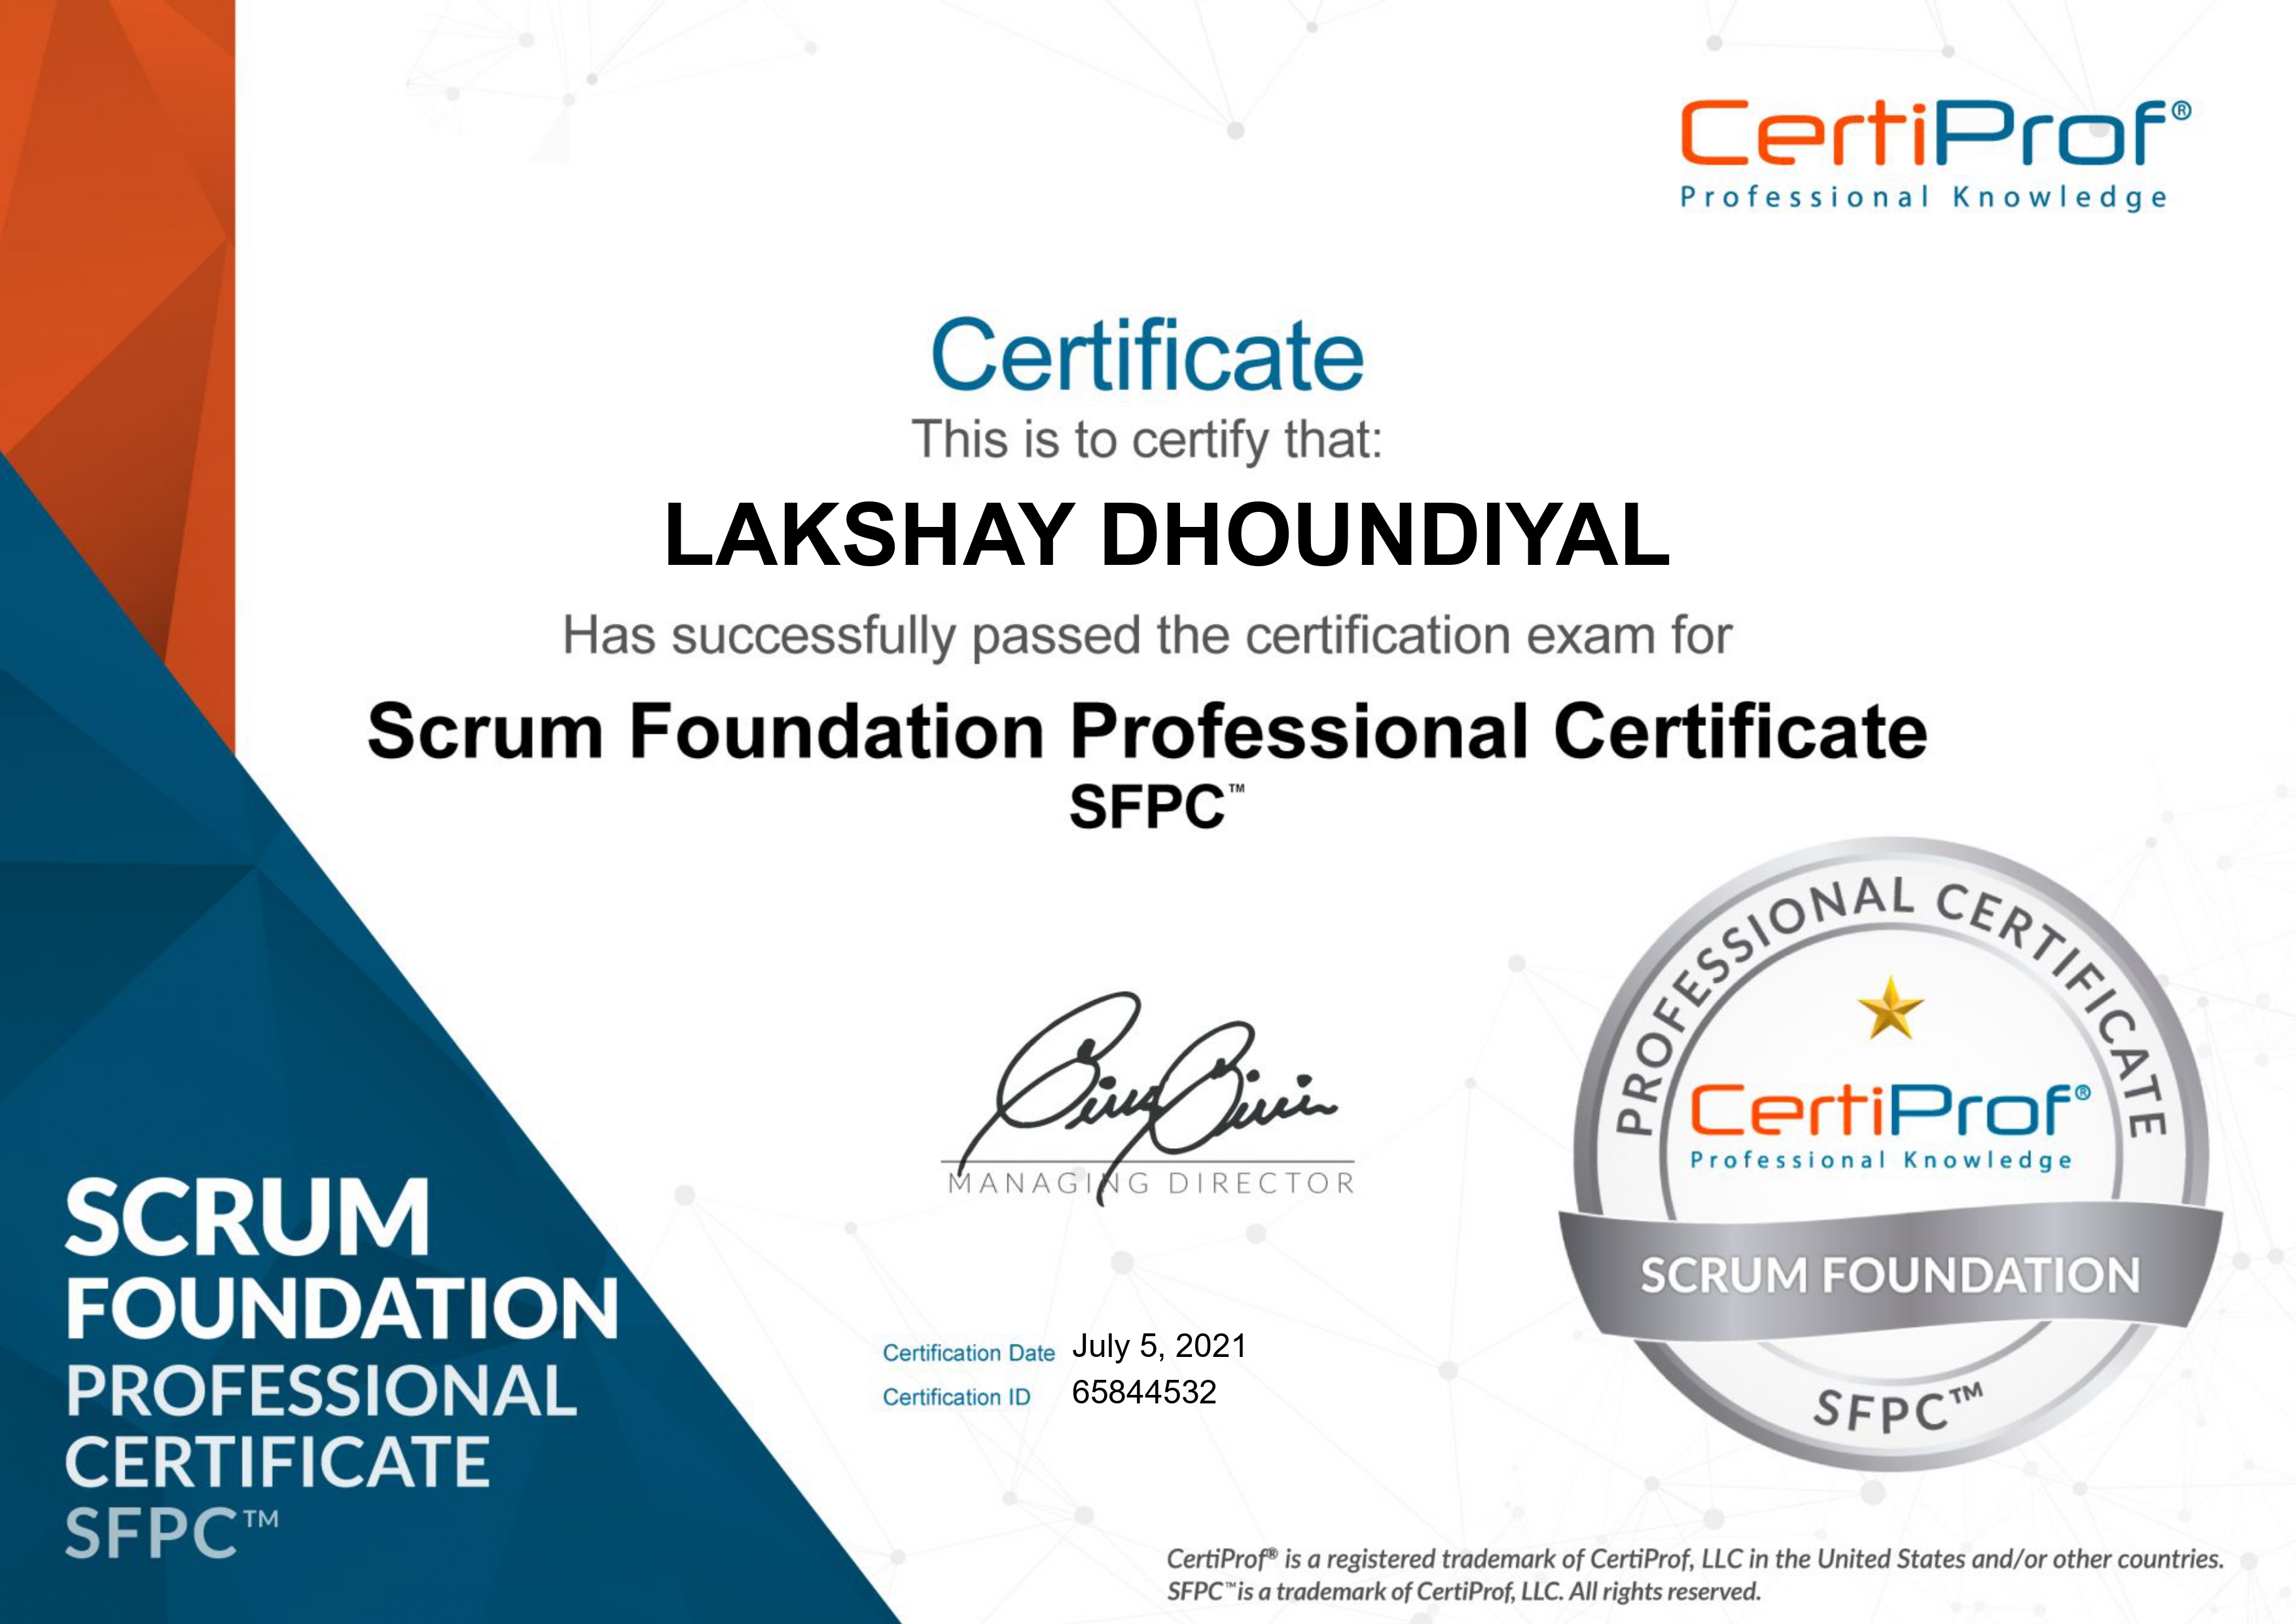 CertiProf®
Professional Knowledge
Certificate
This is to certify that:
LAKSHAY DHOUNDIYAL
Has successfully passed the certification exam for
Scrum Foundation Professional Certificate
SFPC™
MANAGING DIRECTOR
Certification Date July 5, 2021
Certification ID 65844532
SCRUM
FOUNDATION
PROFESSIONAL
CERTIFICATE
SFPC™
PROFESSIONAL CERTIFICATE
CertiProf®
Professional Knowledge
SCRUM FOUNDATION
SFPC™
CertiProf® is a registered trademark of CertiProf, LLC in the United States and/or other countries.
SFPC™ is a trademark of CertiProf, LLC. All rights reserved.